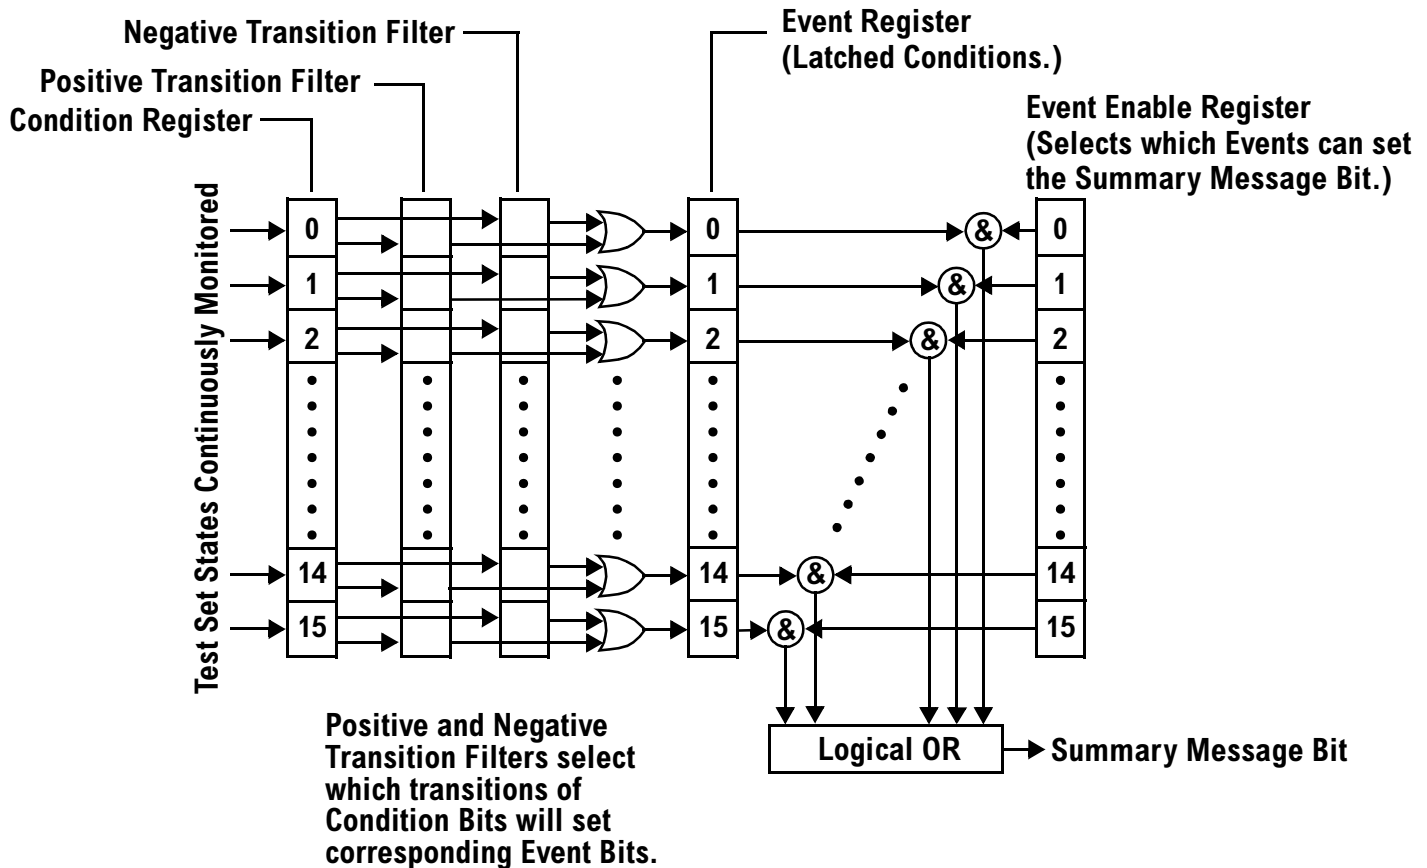 Negative Transition Filter
Positive Transition Filter
Condition Register
Event Register
(Latched Conditions.)
Event Enable Register
(Selects which Events can set
the Summary Message Bit.)
Test Set States Continuously Monitored
0
0
&
0
1
1
&
1
2
2
&
2
14
14
&
14
15
15
&
15
Positive and Negative
Transition Filters select
which transitions of
Condition Bits will set
corresponding Event Bits.
Logical OR
Summary Message Bit